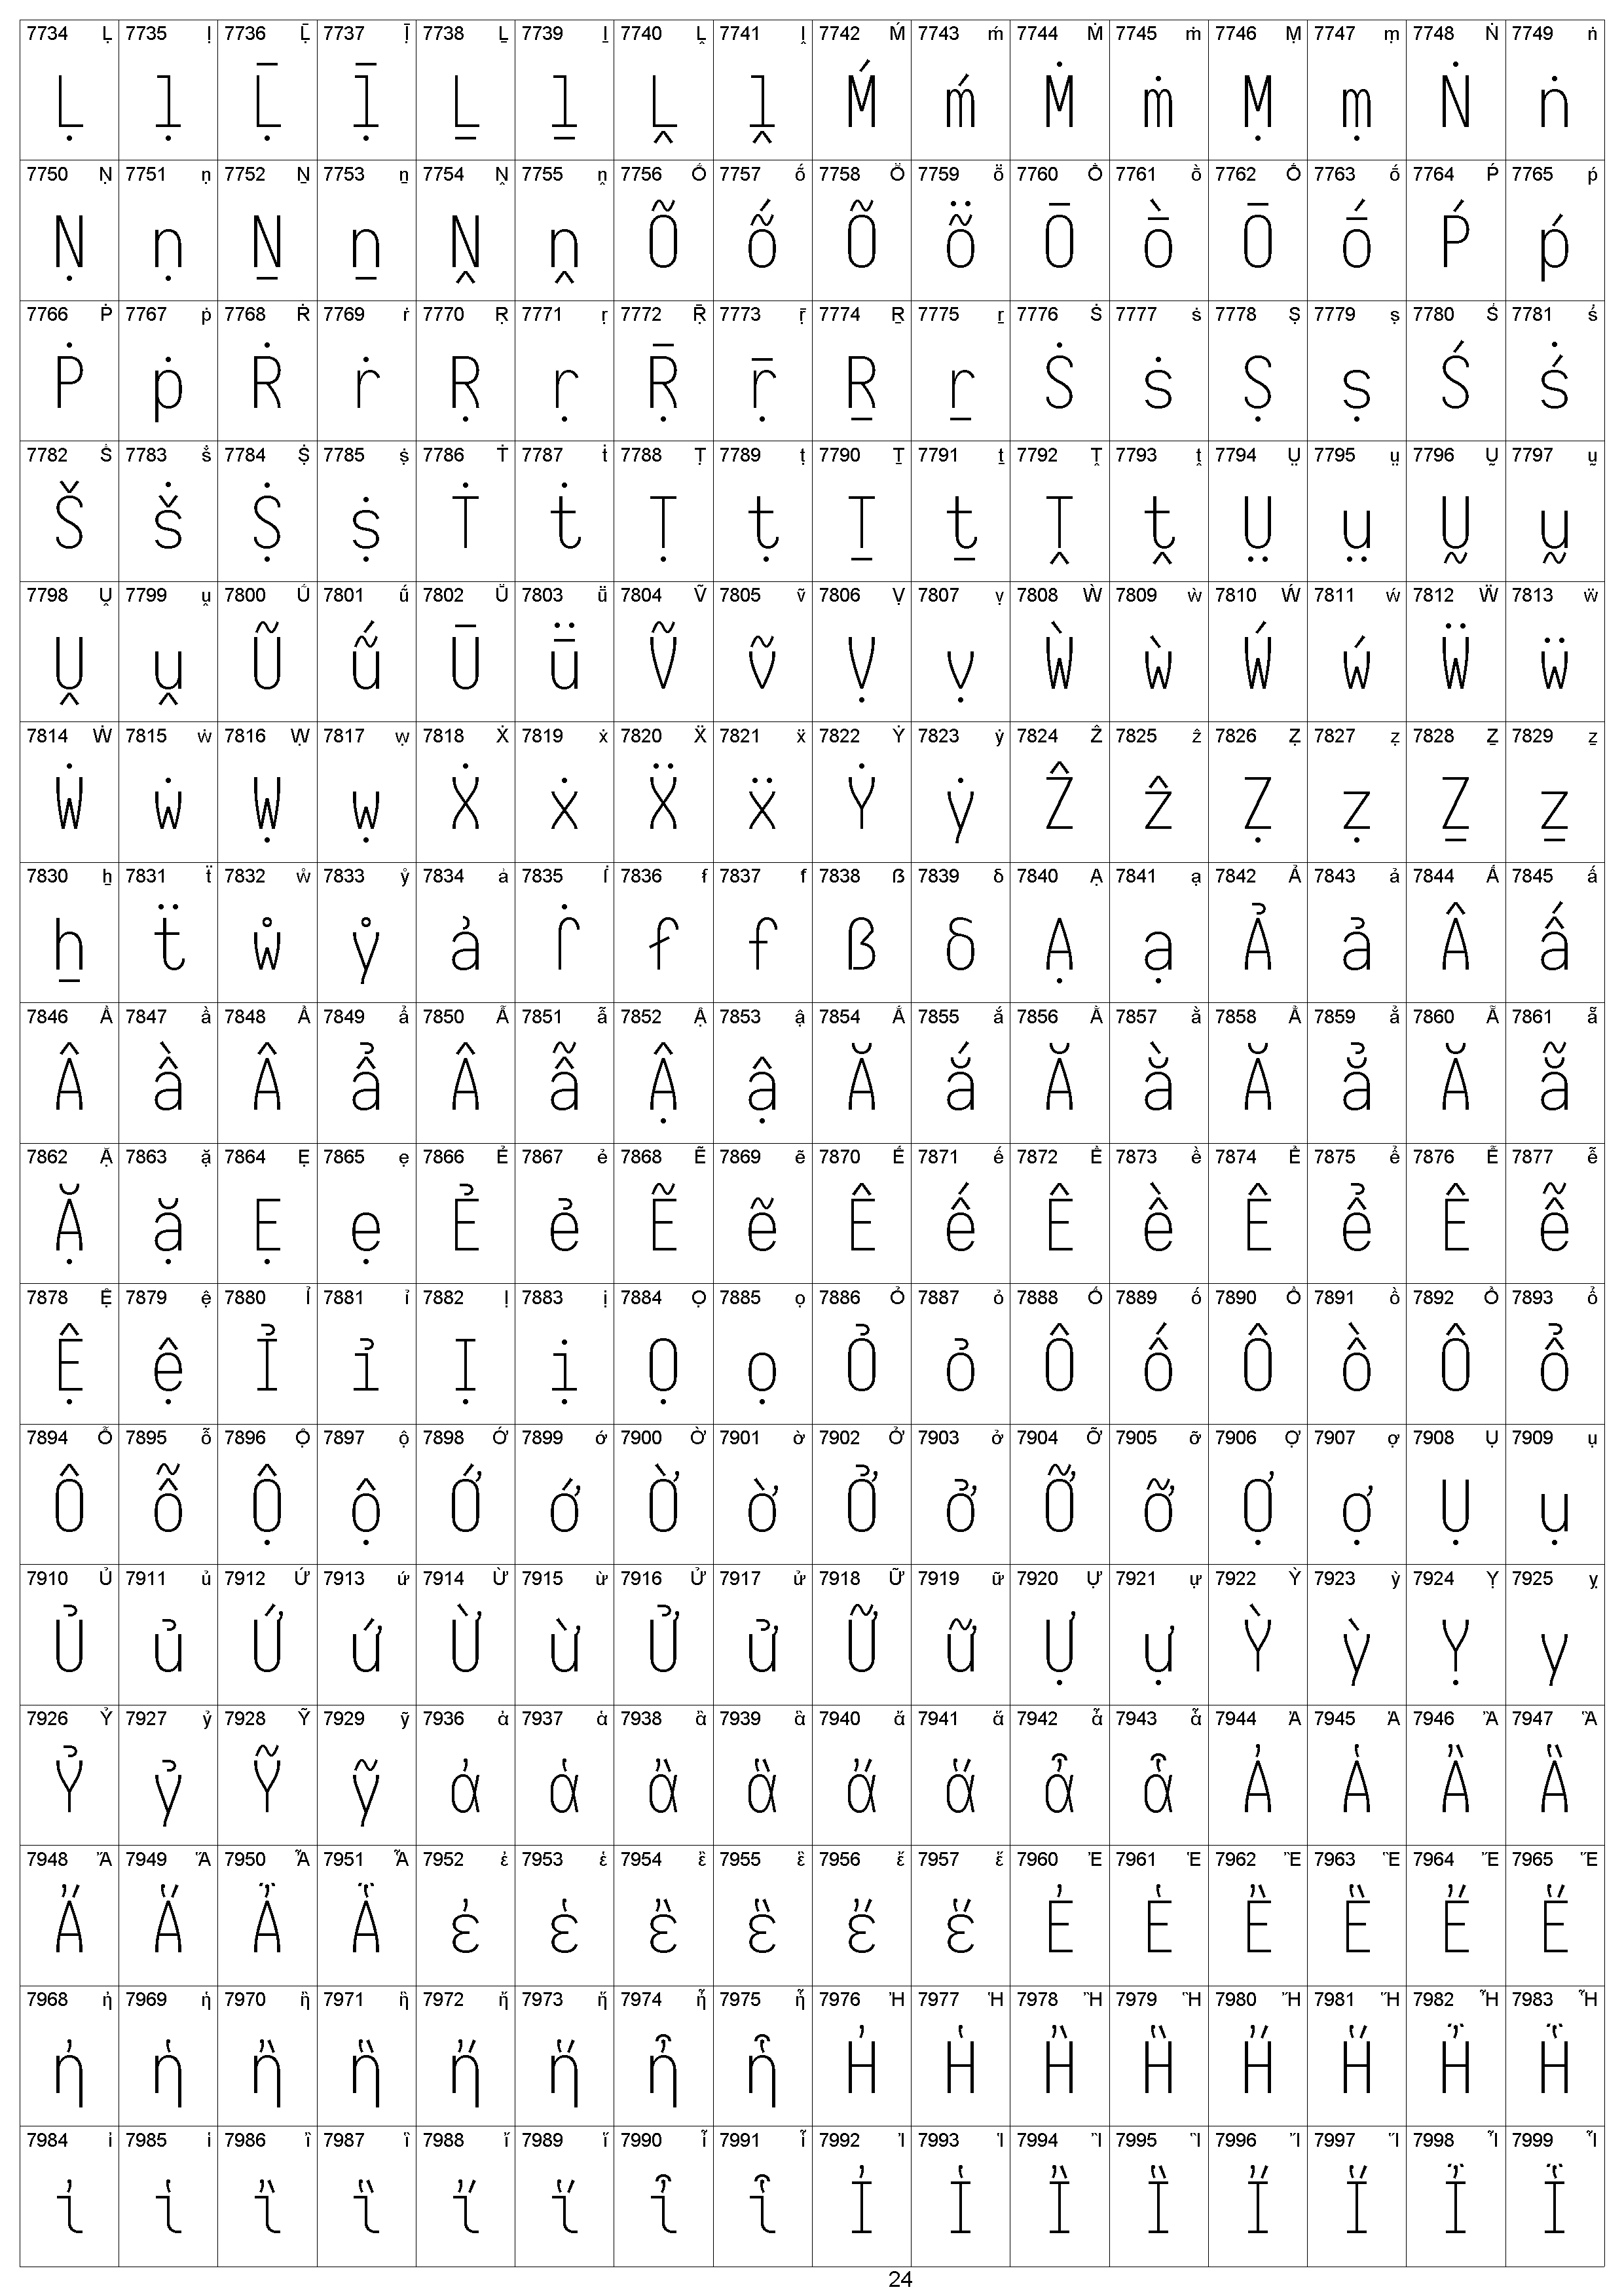 7734 Ḷ 7735 ḷ 7736 Ḹ 7737 ḹ 7738 Ḻ 7739 ḻ 7740 Ḽ 7741 ḽ 7742 Ḿ 7743 ḿ 7744 Ṁ 7745 ṁ 7746 Ṃ 7747 ṃ 7748 Ṅ 7749 ṅ
Ḷ ḷ Ḹ ḹ Ḻ ḻ Ḽ ḽ Ḿ ḿ Ṁ ṁ Ṃ ṃ Ṅ ṅ
7750 Ṇ 7751 ṇ 7752 Ṉ 7753 ṉ 7754 Ṋ 7755 ṋ 7756 Ṍ 7757 ṍ 7758 Ṏ 7759 ṏ 7760 Ṑ 7761 ṑ 7762 Ṓ 7763 ṓ 7764 Ṕ 7765 ṕ
Ṇ ṇ Ṉ ṉ Ṋ ṋ Õ ṍ Õ ṏ Ō ṑ Ō ṓ Ṕ ṕ
7766 Ṗ 7767 ṗ 7768 Ṙ 7769 ṙ 7770 Ṛ 7771 ṛ 7772 Ṝ 7773 ṝ 7774 Ṟ 7775 ṟ 7776 Ṡ 7777 ṡ 7778 Ṣ 7779 ṣ 7780 Ṥ 7781 ṥ
Ṗ ṗ Ṙ ṙ Ṛ ṛ Ṝ ṝ Ṟ ṟ Ṡ ṡ Ṣ ṣ Ś ṥ
7782 Ṧ 7783 ṧ 7784 Ṩ 7785 ṩ 7786 Ṫ 7787 ṫ 7788 Ṭ 7789 ṭ 7790 Ṯ 7791 ṯ 7792 Ṱ 7793 ṱ 7794 Ṳ 7795 ṳ 7796 Ṵ 7797 ṵ
Š ṧ Ṩ ṩ Ṫ ṫ Ṭ ṭ Ṯ ṯ Ṱ ṱ Ṳ ṳ Ṵ ṵ
7798 Ṷ 7799 ṷ 7800 Ṹ 7801 ṹ 7802 Ṻ 7803 ṻ 7804 Ṽ 7805 ṽ 7806 Ṿ 7807 ṿ 7808 Ẁ 7809 ẁ 7810 Ẃ 7811 ẃ 7812 Ẅ 7813 ẅ
Ṷ ṷ Ũ ṹ Ū ṻ Ṽ ṽ Ṿ ṿ Ẁ ẁ Ẃ ẃ Ẅ ẅ
7814 Ẇ 7815 ẇ 7816 Ẉ 7817 ẉ 7818 Ẋ 7819 ẋ 7820 Ẍ 7821 ẍ 7822 Ẏ 7823 ẏ 7824 Ẑ 7825 ẑ 7826 Ẓ 7827 ẓ 7828 Ẕ 7829 ẕ
Ẇ ẇ Ẉ ẉ Ẋ ẋ Ẍ ẍ Ẏ ẏ Ẑ ẑ Ẓ ẓ Ẕ ẕ
7830 ẖ 7831 ẗ 7832 ẘ 7833 ẙ 7834 ẚ 7835 ẛ 7836 ẜ 7837 ẝ 7838 ẞ 7839 ẟ 7840 Ạ 7841 ạ 7842 Ả 7843 ả 7844 Ấ 7845 ấ
ẖ ẗ ẘ ẙ ẚ ẛ ẜ ẝ ẞ ẟ Ạ ạ Ả ả Â ấ
7846 Ầ 7847 ầ 7848 Ẩ 7849 ẩ 7850 Ẫ 7851 ẫ 7852 Ậ 7853 ậ 7854 Ắ 7855 ắ 7856 Ằ 7857 ằ 7858 Ẳ 7859 ẳ 7860 Ẵ 7861 ẵ
Â ầ Â ẩ Â ẫ Ậ ậ Ă ắ Ă ằ Ă ẳ Ă ẵ
7862 Ặ 7863 ặ 7864 Ẹ 7865 ẹ 7866 Ẻ 7867 ẻ 7868 Ẽ 7869 ẽ 7870 Ế 7871 ế 7872 Ề 7873 ề 7874 Ể 7875 ể 7876 Ễ 7877 ễ
Ặ ặ Ẹ ẹ Ẻ ẻ Ẽ ẽ Ê ế Ê ề Ê ể Ê ễ
7878 Ệ 7879 ệ 7880 Ỉ 7881 ỉ 7882 Ị 7883 ị 7884 Ọ 7885 ọ 7886 Ỏ 7887 ỏ 7888 Ố 7889 ố 7890 Ồ 7891 ồ 7892 Ổ 7893 ổ
Ệ ệ Ỉ ỉ Ị ị Ọ ọ Ỏ ỏ Ô ố Ô ồ Ô ổ
7894 Ỗ 7895 ỗ 7896 Ộ 7897 ộ 7898 Ớ 7899 ớ 7900 Ờ 7901 ờ 7902 Ở 7903 ở 7904 Ỡ 7905 ỡ 7906 Ợ 7907 ợ 7908 Ụ 7909 ụ
Ô ỗ Ộ ộ Ớ ớ Ờ ờ Ở ở Ỡ ỡ Ợ ợ Ụ ụ
7910 Ủ 7911 ủ 7912 Ứ 7913 ứ 7914 Ừ 7915 ừ 7916 Ử 7917 ử 7918 Ữ 7919 ữ 7920 Ự 7921 ự 7922 Ỳ 7923 ỳ 7924 Ỵ 7925 ỵ
Ủ ủ Ứ ứ Ừ ừ Ử ử Ữ ữ Ự ự Ỳ ỳ Ỵ y
7926 Ỷ 7927 ỷ 7928 Ỹ 7929 ỹ 7936 ἀ 7937 ἁ 7938 ἂ 7939 ἃ 7940 ἄ 7941 ἅ 7942 ἆ 7943 ἇ 7944 Ἀ 7945 Ἁ 7946 Ἂ 7947 Ἃ
Ỷ ỷ Ỹ ỹ ἀ ἁ ἂ ἃ ἄ ἅ ἆ ἇ Ἀ Ἁ Ἂ Ἃ
7948 Ἄ 7949 Ἅ 7950 Ἆ 7951 Ἇ 7952 ἐ 7953 ἑ 7954 ἒ 7955 ἓ 7956 ἔ 7957 ἕ 7960 Ἐ 7961 Ἑ 7962 Ἒ 7963 Ἓ 7964 Ἔ 7965 Ἕ
Ἄ Ἅ Ἆ Ἇ ἐ ἑ ἒ ἓ ἔ ἕ Ἐ Ἑ Ἒ Ἓ Ἔ Ἕ
7968 ἠ 7969 ἡ 7970 ἢ 7971 ἣ 7972 ἤ 7973 ἥ 7974 ἦ 7975 ἧ 7976 Ἠ 7977 Ἡ 7978 Ἢ 7979 Ἣ 7980 Ἤ 7981 Ἥ 7982 Ἦ 7983 Ἧ
ἠ ἡ ἢ ἣ ἤ ἥ ἦ ἧ Ἠ Ἡ Ἢ Ἣ Ἤ Ἥ Ἦ Ἧ
7984 ἰ 7985 ἱ 7986 ἲ 7987 ἳ 7988 ἴ 7989 ἵ 7990 ἶ 7991 ἷ 7992 Ἰ 7993 Ἱ 7994 Ἲ 7995 Ἳ 7996 Ἴ 7997 Ἵ 7998 Ἶ 7999 Ἷ
ἰ ἱ ἲ ἳ ἴ ἵ ἶ ἷ Ἰ Ἱ Ἲ Ἳ Ἴ Ἵ Ἶ Ἷ
24